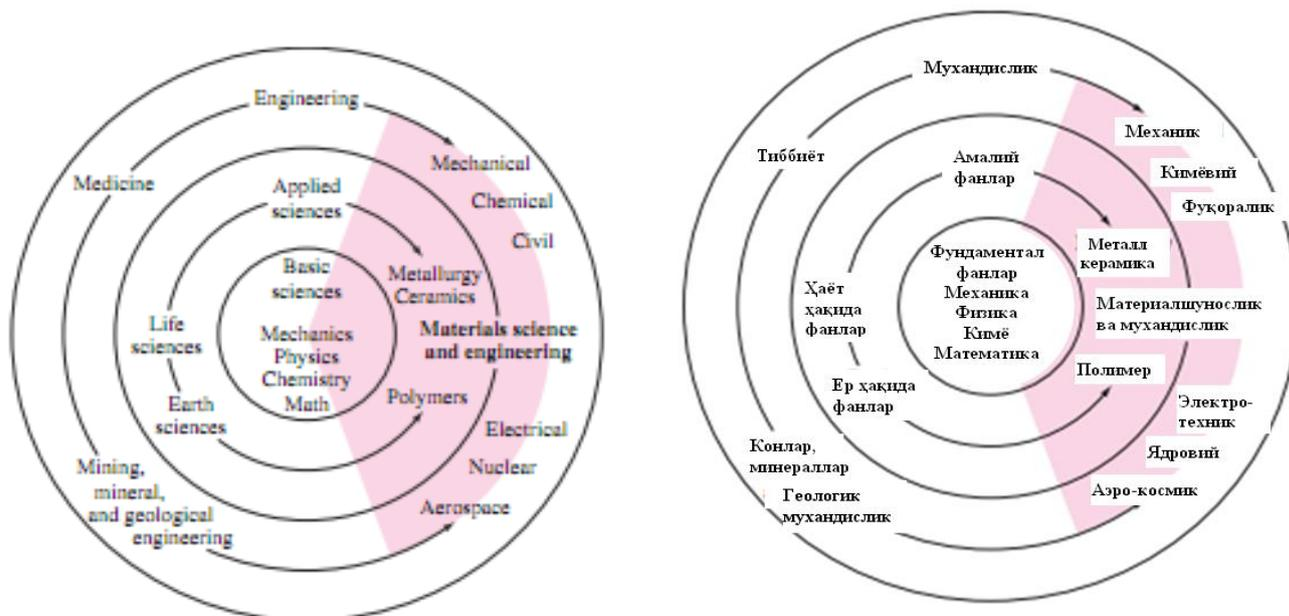 Engineering
Medicine
Mechanical
Chemical
Civil
Applied
sciences
Basic
sciences
Metallurgy
Ceramics
Life
sciences
Mechanics
Physics
Chemistry
Math
Materials science
and engineering
Earth
sciences
Polymers
Electrical
Nuclear
Aerospace
Mining,
mineral,
and geological
engineering
Мухандислик
Тиббиёт
Механик
Кимёвий
Фуқоралик
Амалий
фанлар
Металл
керамика
Фундаментал
фанлар
Механика
Физика
Кимё
Математика
Ҳаёт
ҳақида
фанлар
Материалшунослик
ва мухандислик
Ер ҳақида
фанлар
Полимер
Электро-
техник
Ядровий
Аэро-космик
Конлар,
минераллар
Геологик
мухандислик